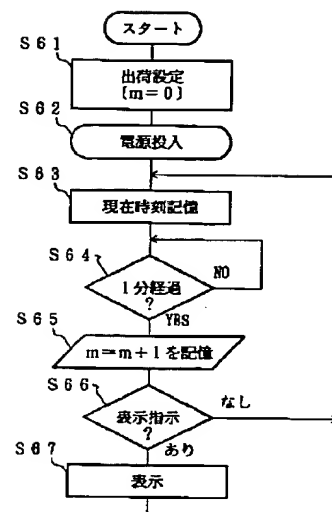 スタート
S61
出荷設定
(m=0)
S62
電源投入
S63
現在時刻記憶
S64
1分経過
?
NO
YES
S65
m=m+1を記憶
S66
表示指示
?
なし
あり
S67
表示